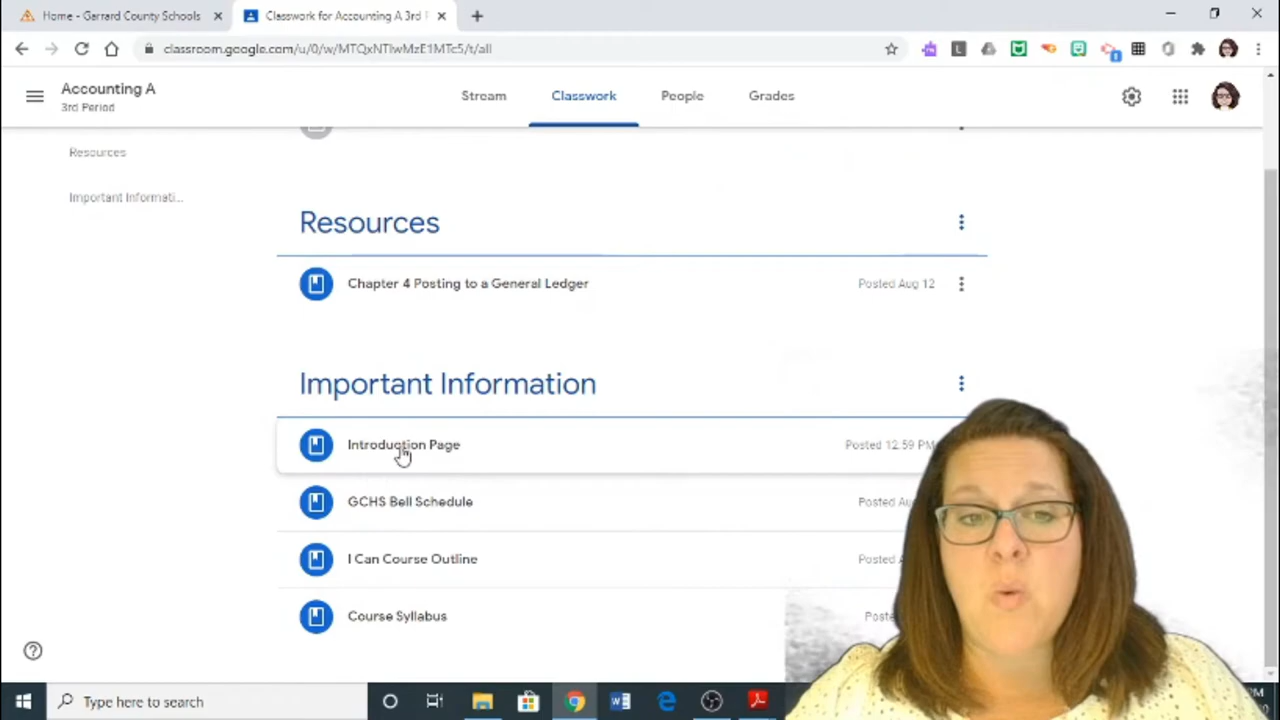 Home - Garrard County Schools
Classwork for Accounting A 3rd
classroom.google.com/u/0/w/MTQxNTIwMzE1MTc5/t/all
Accounting A
3rd Period
Stream
Classwork
People
Grades
Resources
Important Informati...
Resources
Chapter 4 Posting to a General Ledger
Posted Aug 12
Important Information
Introduction Page
Posted 12:59 PM
GCHS Bell Schedule
Posted
I Can Course Outline
Posted
Course Syllabus
Type here to search